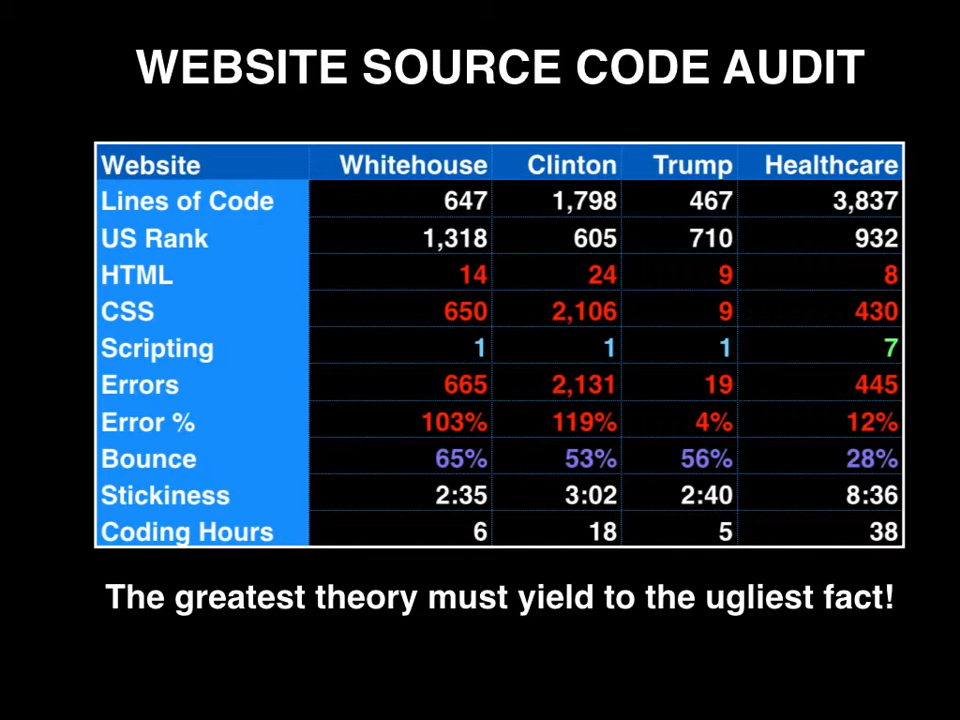 WEBSITE SOURCE CODE AUDIT
Website Whitehouse Clinton Trump Healthcare
Lines of Code 647 1,798 467 3,837
US Rank 1,318 605 710 932
HTML 14 24 9 8
CSS 650 2,106 9 430
Scripting 1 1 1 7
Errors 665 2,131 19 445
Error % 103% 119% 4% 12%
Bounce 65% 53% 56% 28%
Stickiness 2:35 3:02 2:40 8:36
Coding Hours 6 18 5 38
The greatest theory must yield to the ugliest fact!